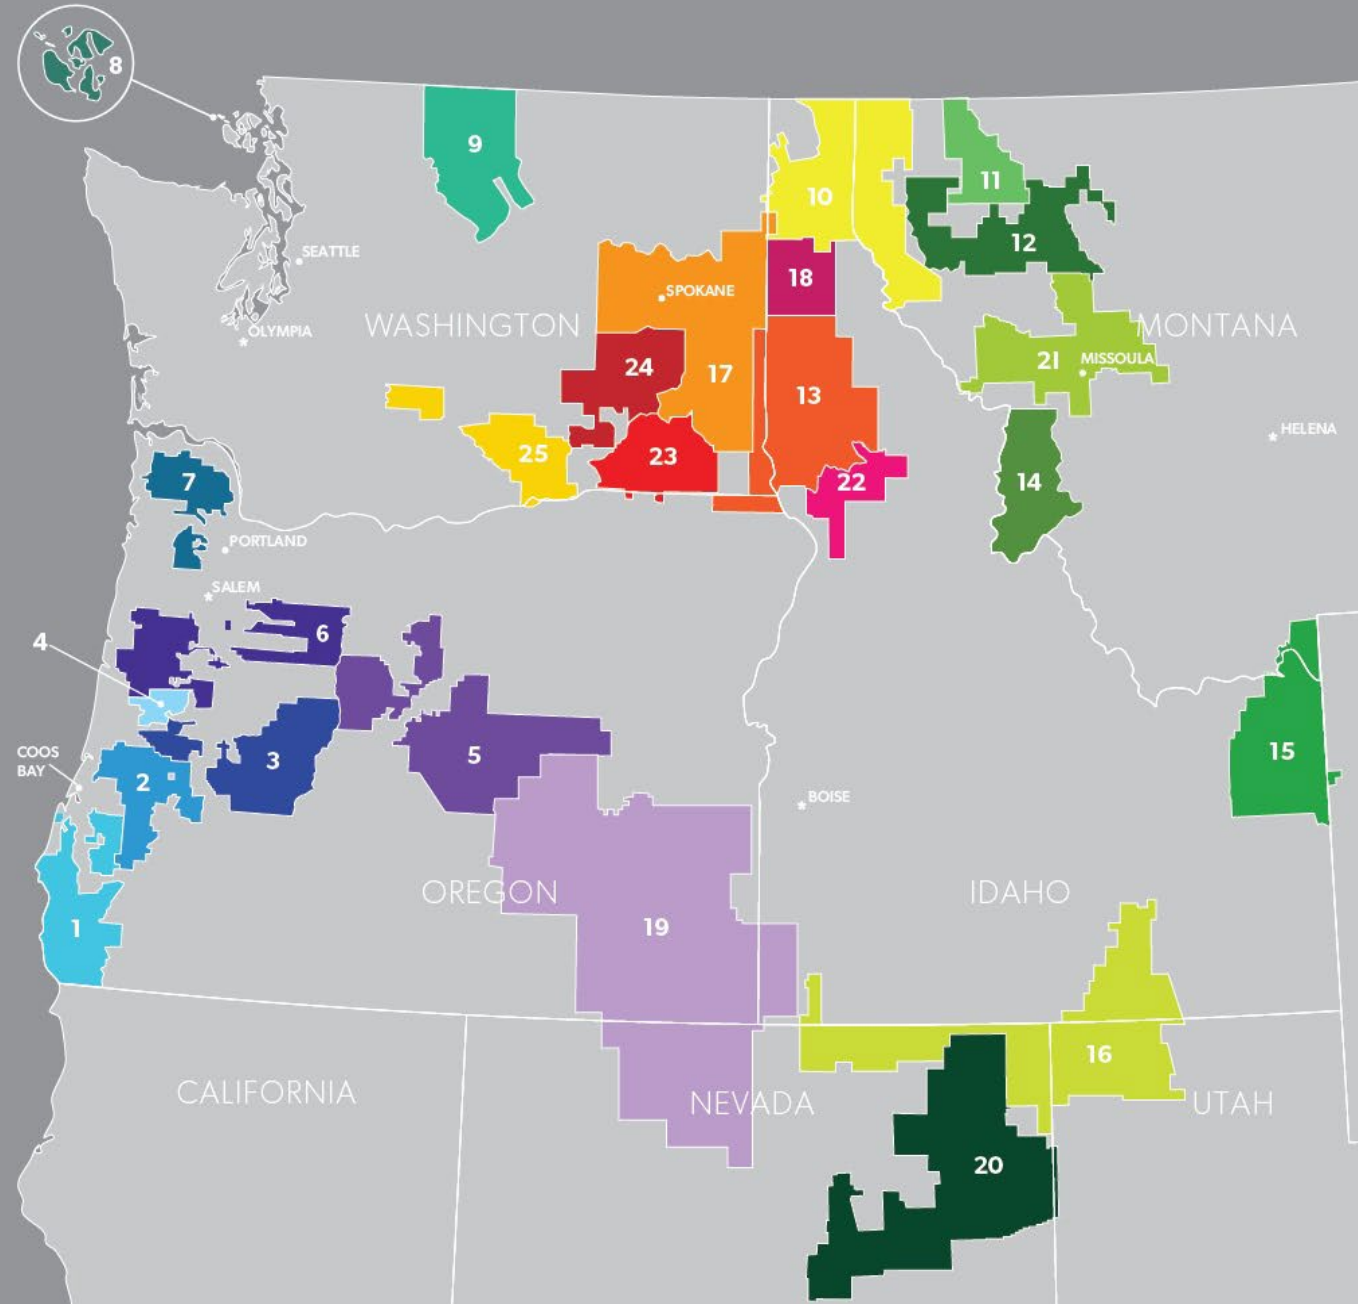 8
9
11
10
12
SEATTLE
18
SPOKANE
OLYMPIA
WASHINGTON
MONTANA
21
MISSOULA
24
17
13
HELENA
25
23
7
22
14
PORTLAND
SALEM
4
6
COOS
BAY
3
5
2
15
BOISE
OREGON
IDAHO
1
19
16
CALIFORNIA
NEVADA
UTAH
20